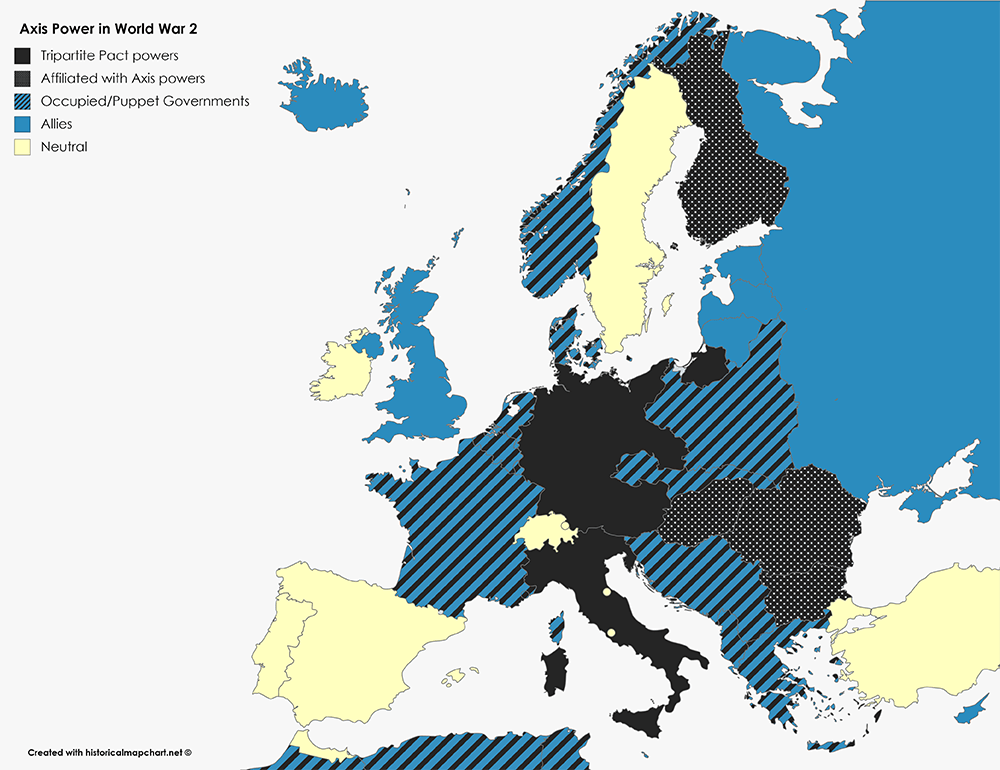 Axis Power in World War 2
Tripartite Pact powers
Affiliated with Axis powers
Occupied/Puppet Governments
Allies
Neutral
Created with historicalmapchart.net ©